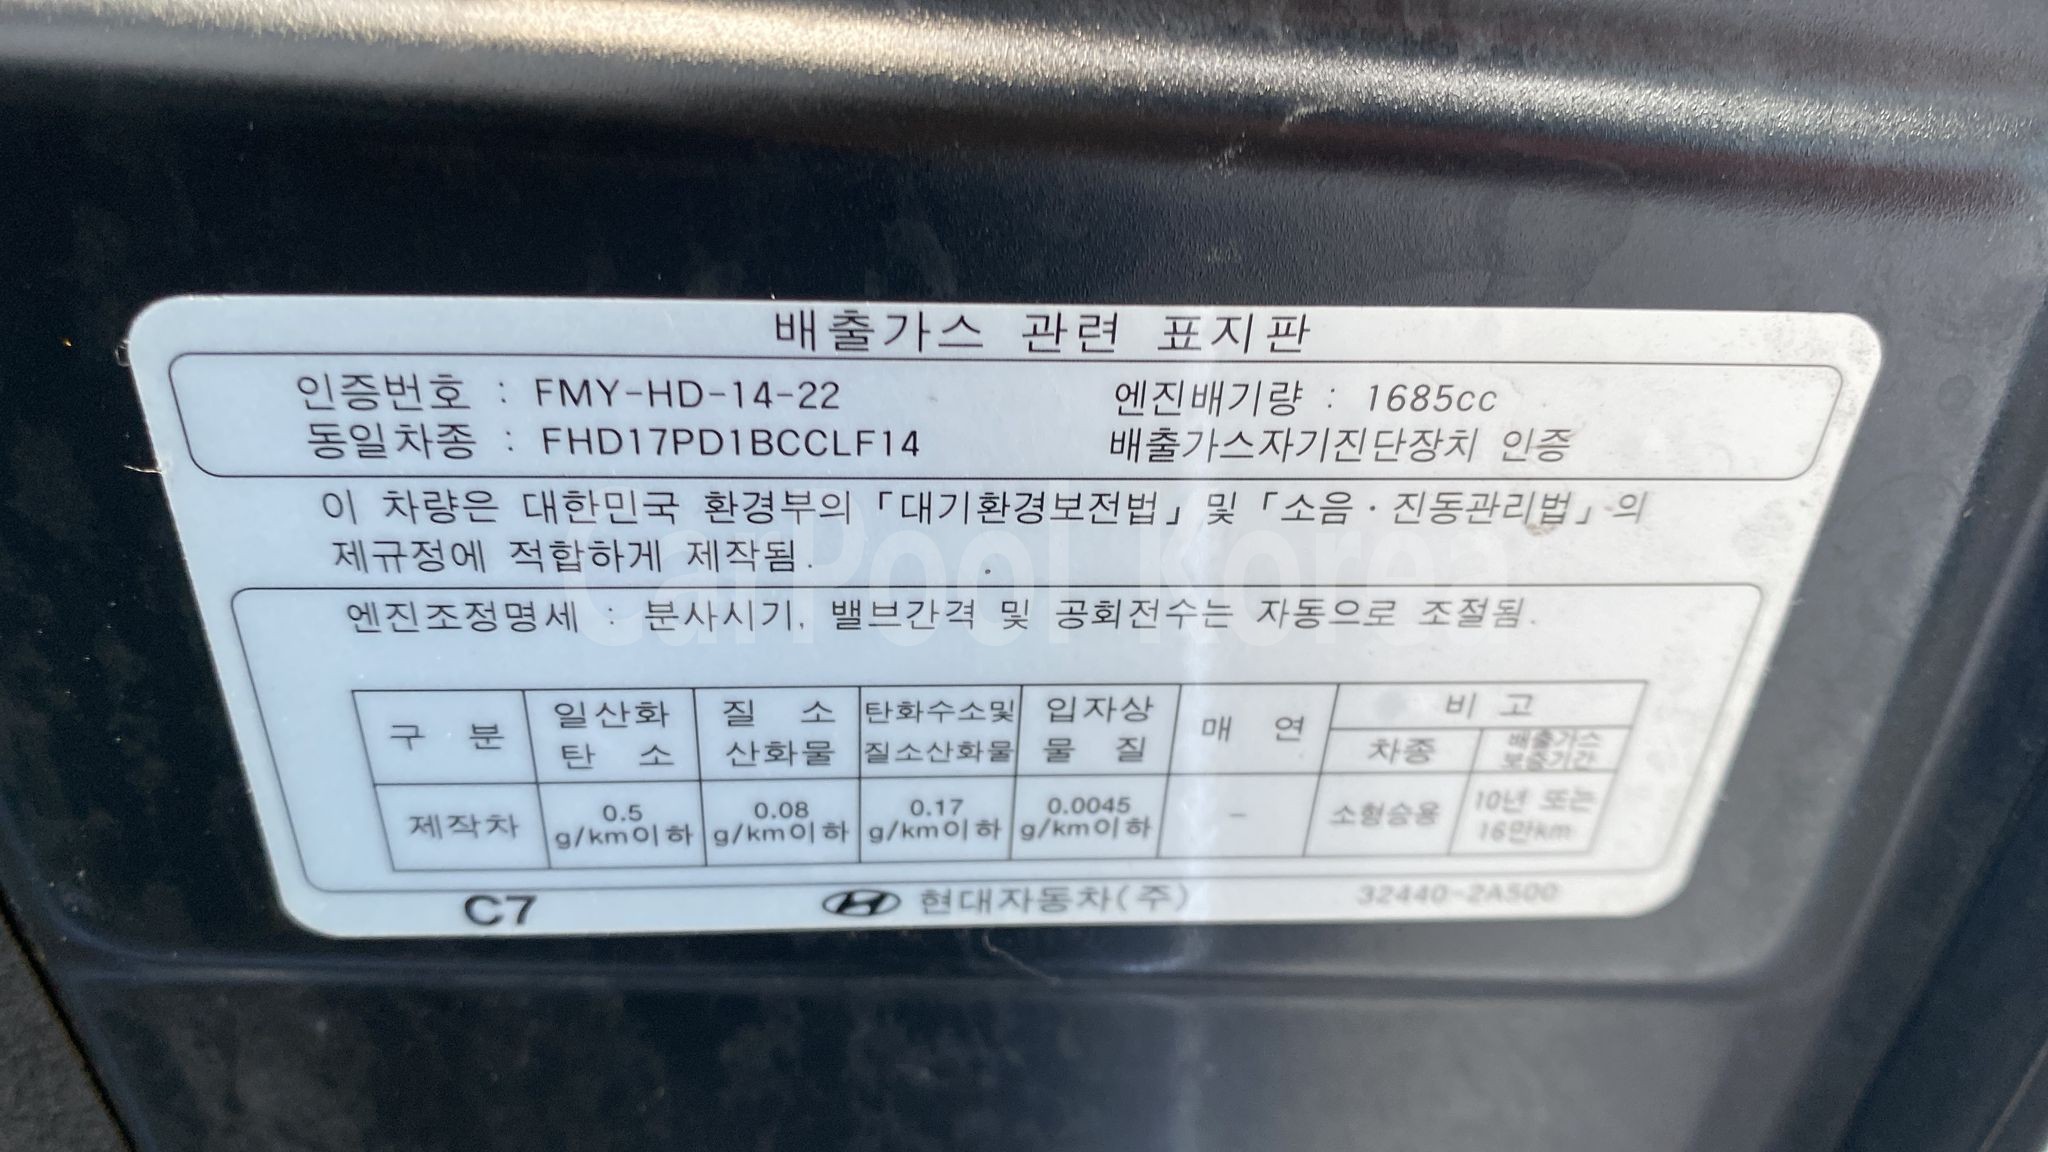 배출가스 관련 표지판
인증번호 : FMY-HD-14-22 엔진배기량 : 1685cc
동일차종 : FHD17PD1BCCLF14 배출가스자기진단장치 인증
이 차량은 대한민국 환경부의 「대기환경보전법」 및 「소음·진동관리법」의
제규정에 적합하게 제작됨.
CarPool Korea
엔진조정명세 : 분사시기, 밸브간격 및 공회전수는 자동으로 조절됨.
구 분 일산화 탄 소 질 소 산화물 탄화수소및 질소산화물 입자상 물 질 매 연 비 고
차종 배출가스 보증기간
제작차 0.5 g/km이하 0.08 g/km이하 0.17 g/km이하 0.0045 g/km이하 - 소형승용 10년 또는 16만km
C7 현대자동차(주) 32440-2A500